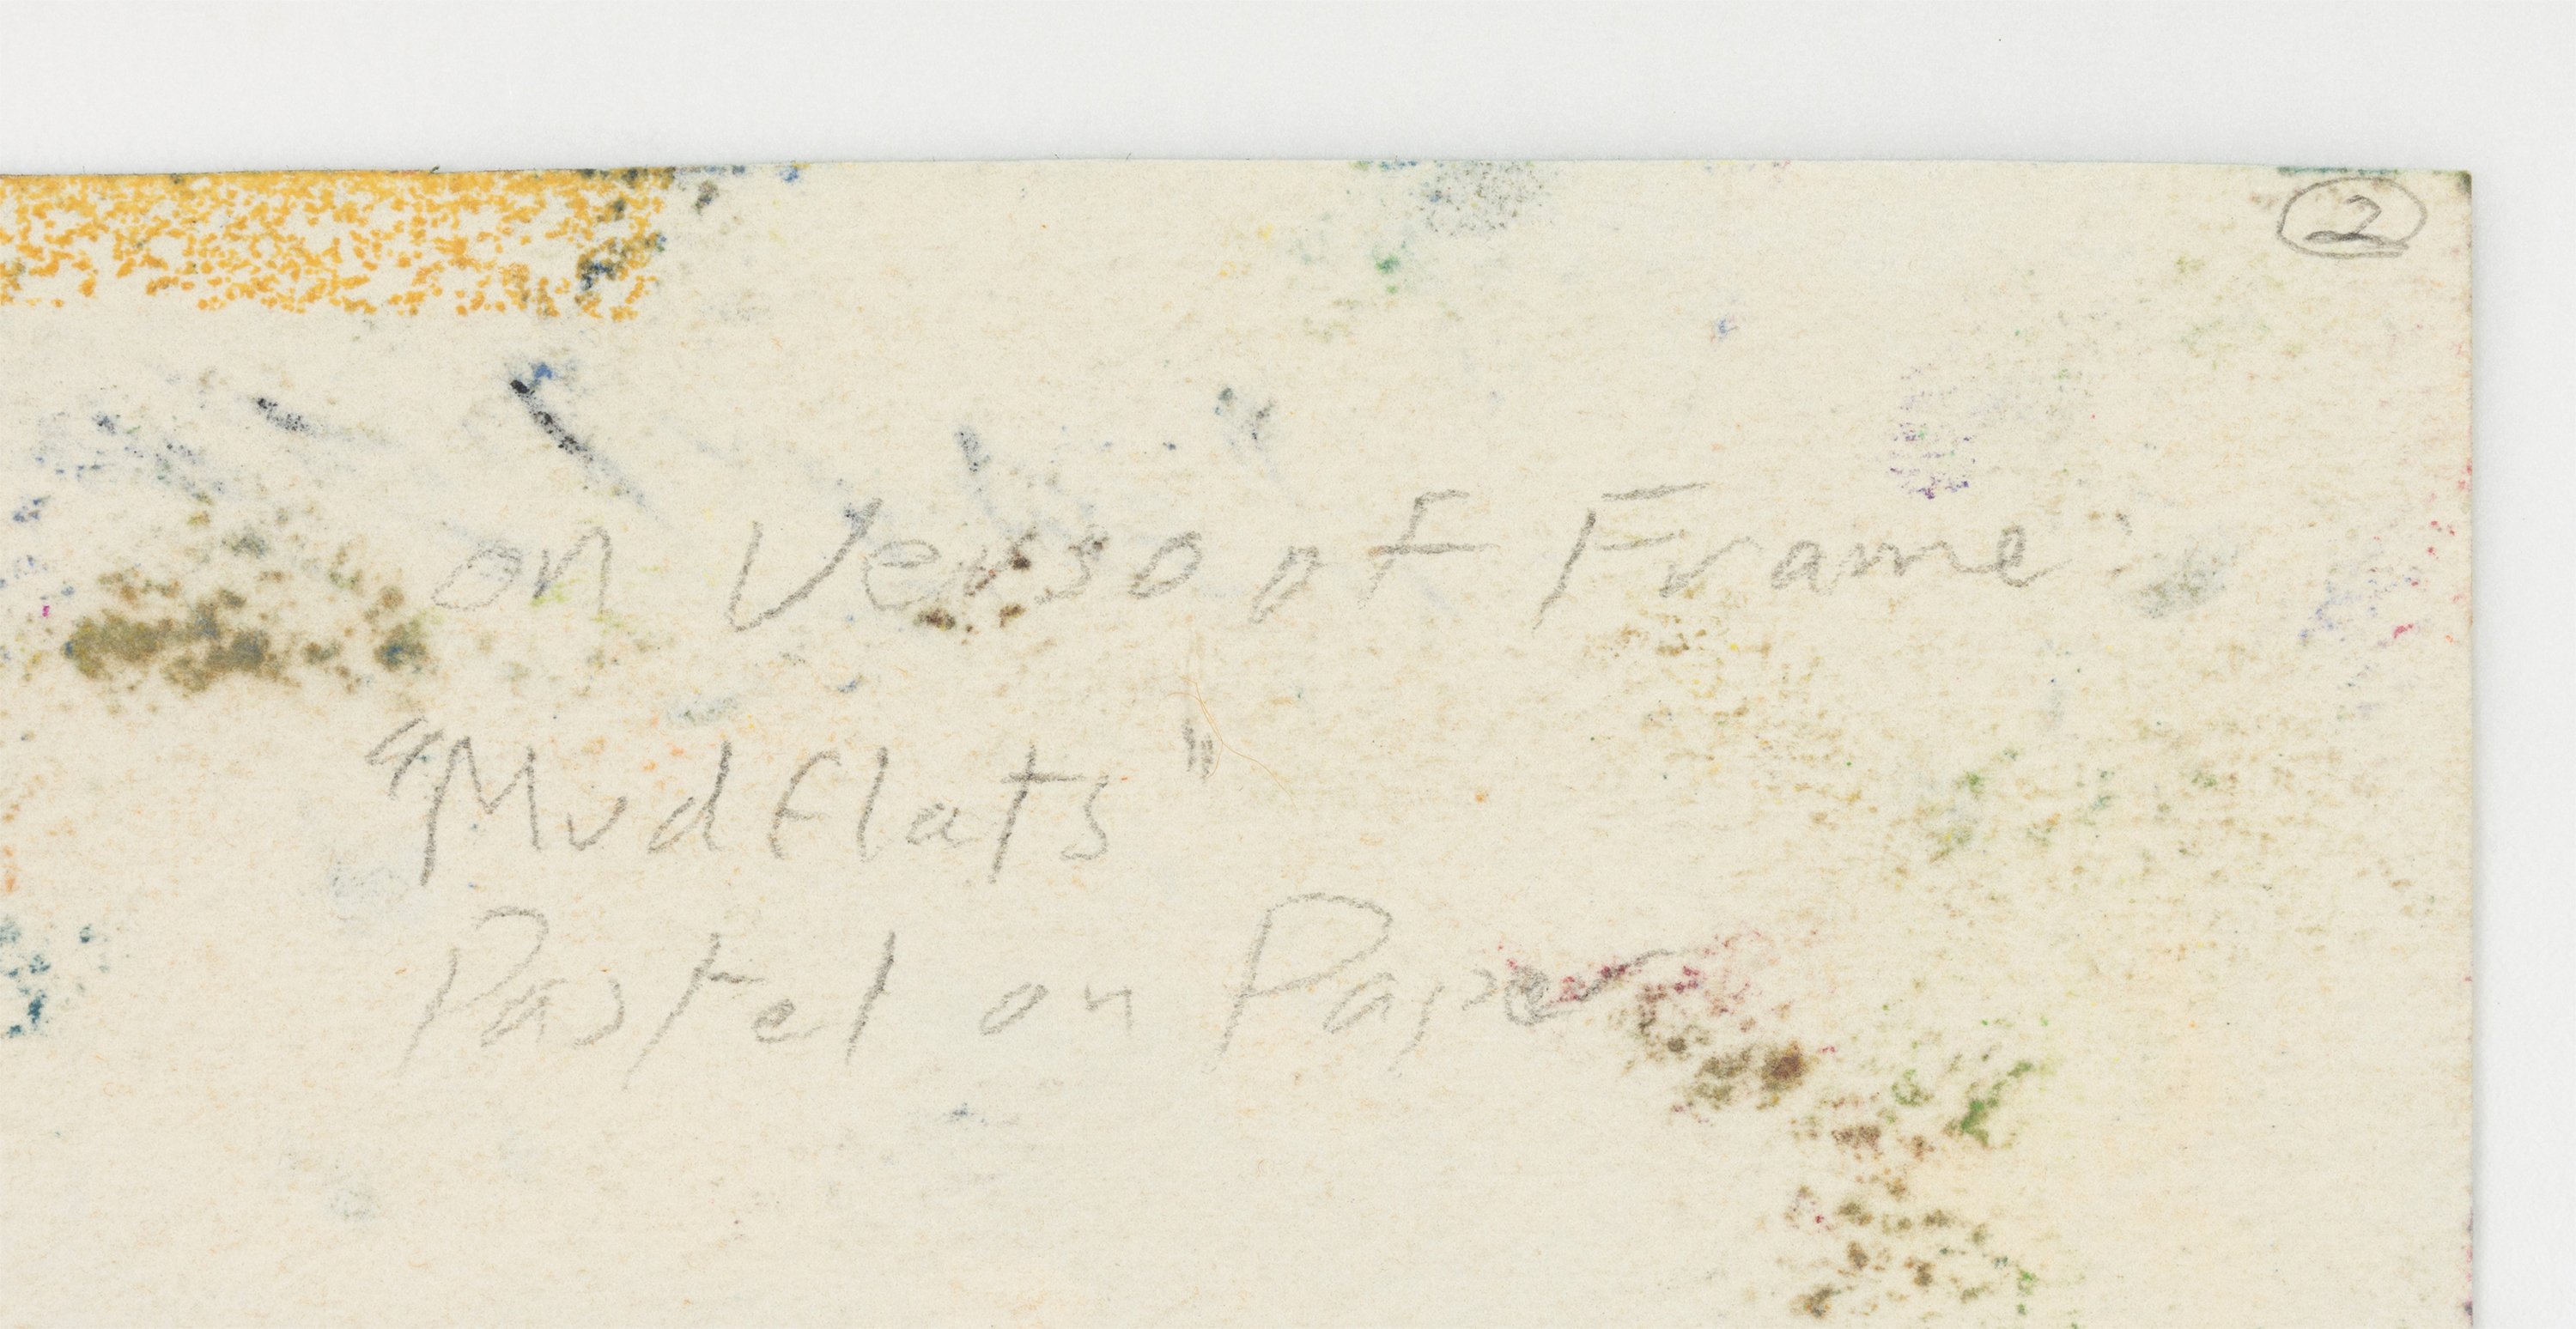 2
on Verso of Frame:
"Mudflats"
Pastel on Paper